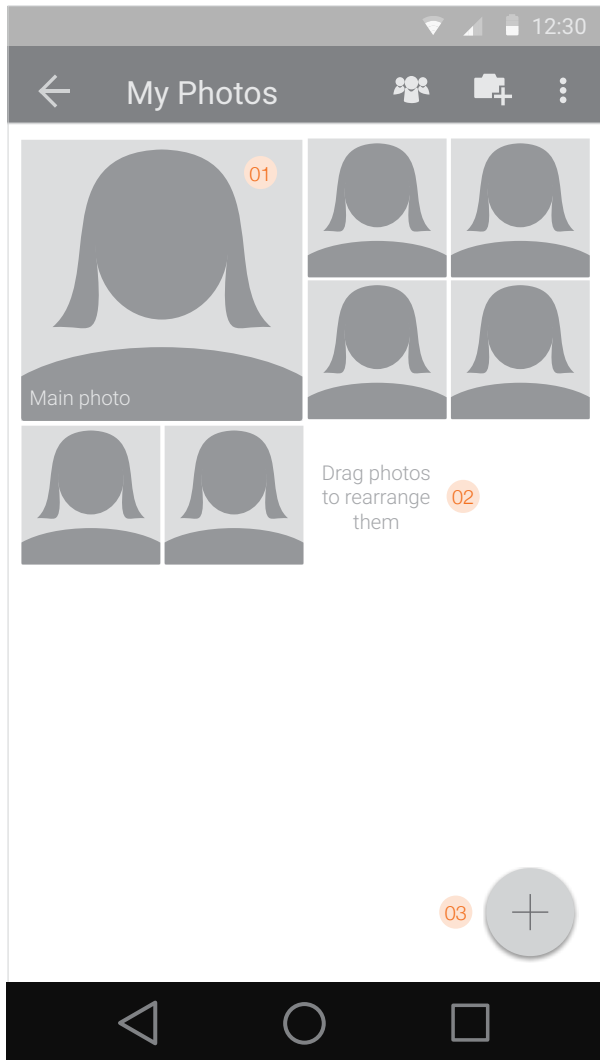 12:30
My Photos
01
Main photo
Drag photos
to rearrange
them
02
03